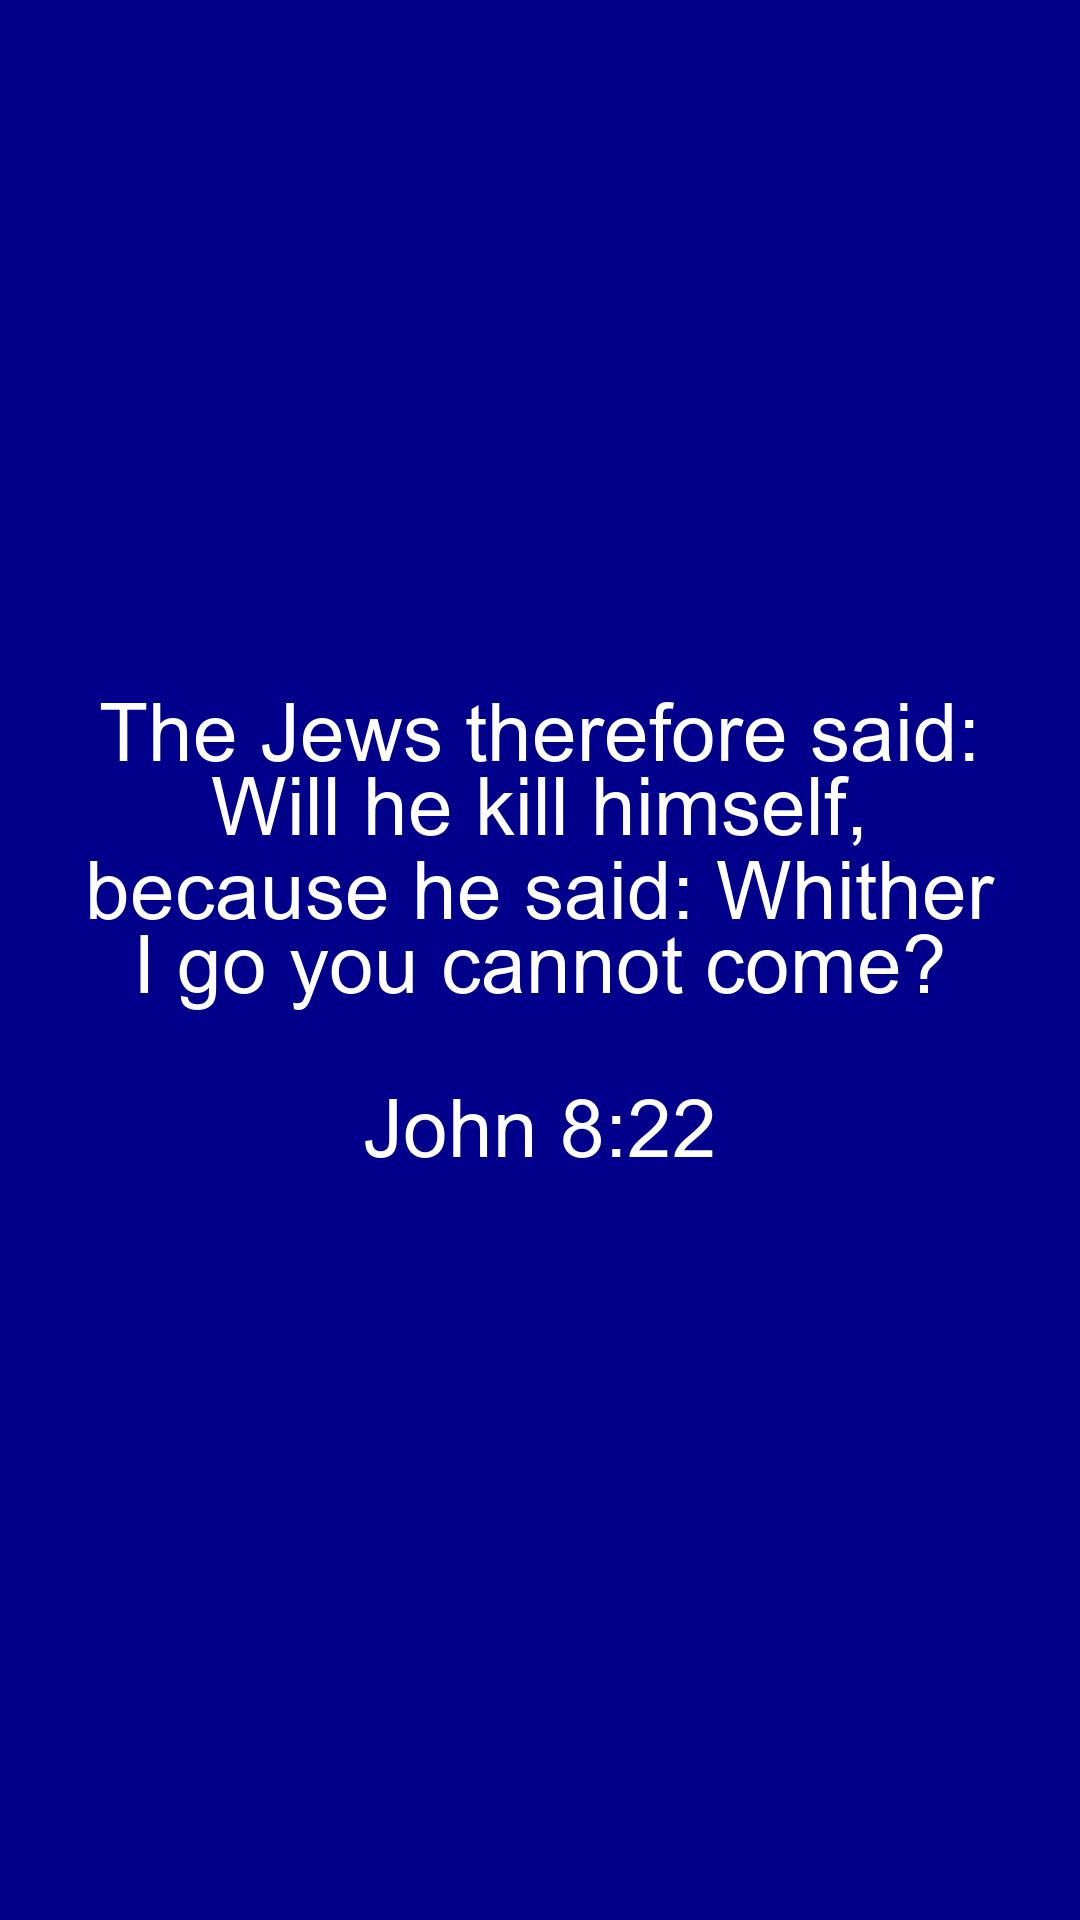 The Jews therefore said:
Will he kill himself,
because he said: Whither
I go you cannot come?
John 8:22